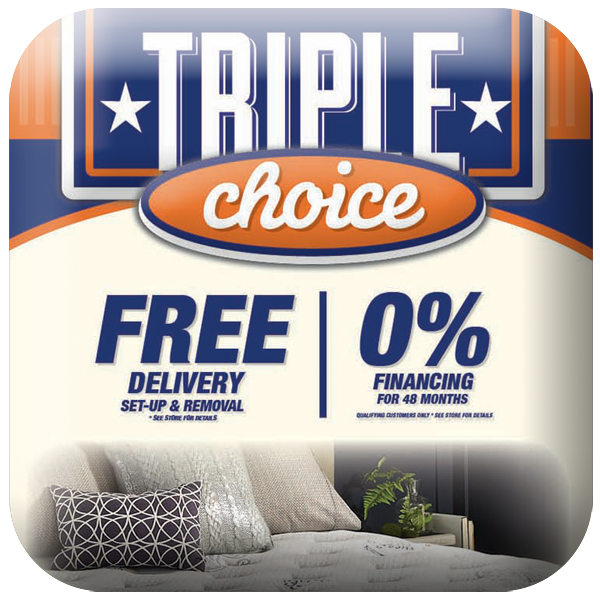 TRIPLE
choice
FREE
DELIVERY
SET-UP & REMOVAL
* SEE STORE FOR DETAILS
0%
FINANCING
FOR 48 MONTHS
QUALIFYING CUSTOMERS ONLY * SEE STORE FOR DETAILS